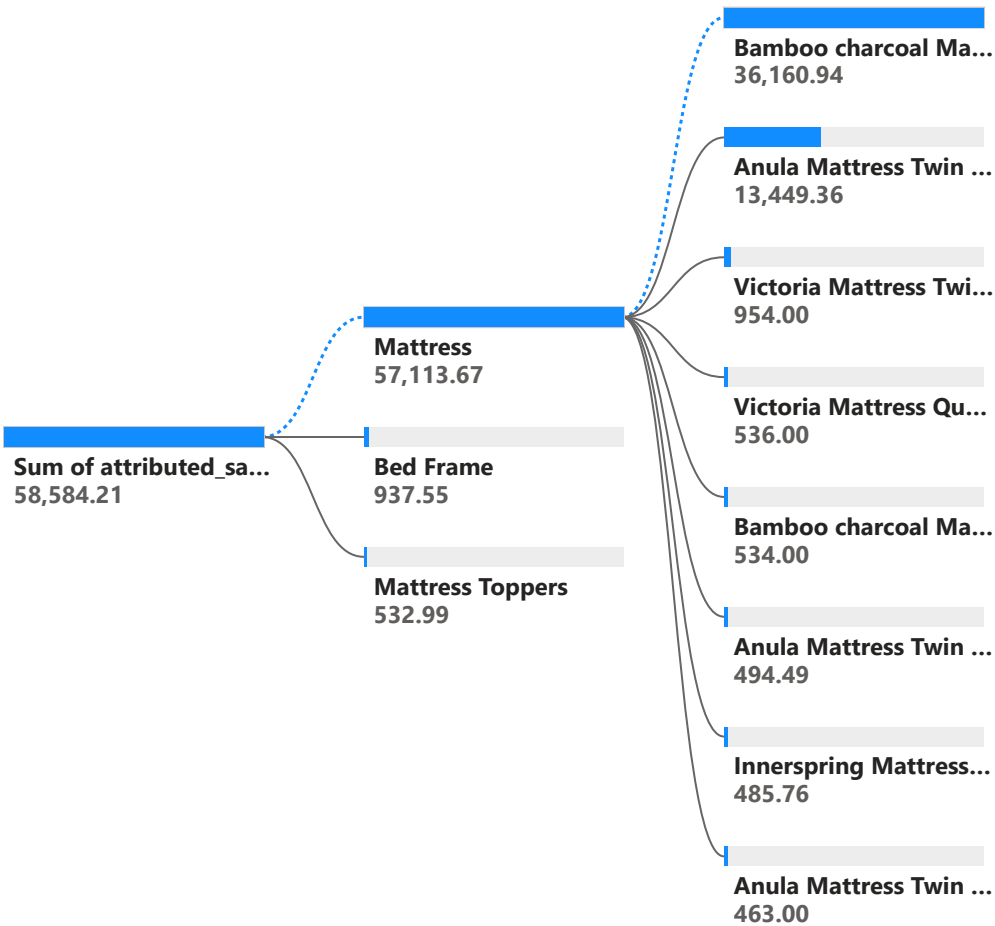 Sum of attributed_sa...
58,584.21
Mattress
57,113.67
Bed Frame
937.55
Mattress Toppers
532.99
Bamboo charcoal Ma...
36,160.94
Anula Mattress Twin ...
13,449.36
Victoria Mattress Twi...
954.00
Victoria Mattress Qu...
536.00
Bamboo charcoal Ma...
534.00
Anula Mattress Twin ...
494.49
Innerspring Mattress...
485.76
Anula Mattress Twin ...
463.00